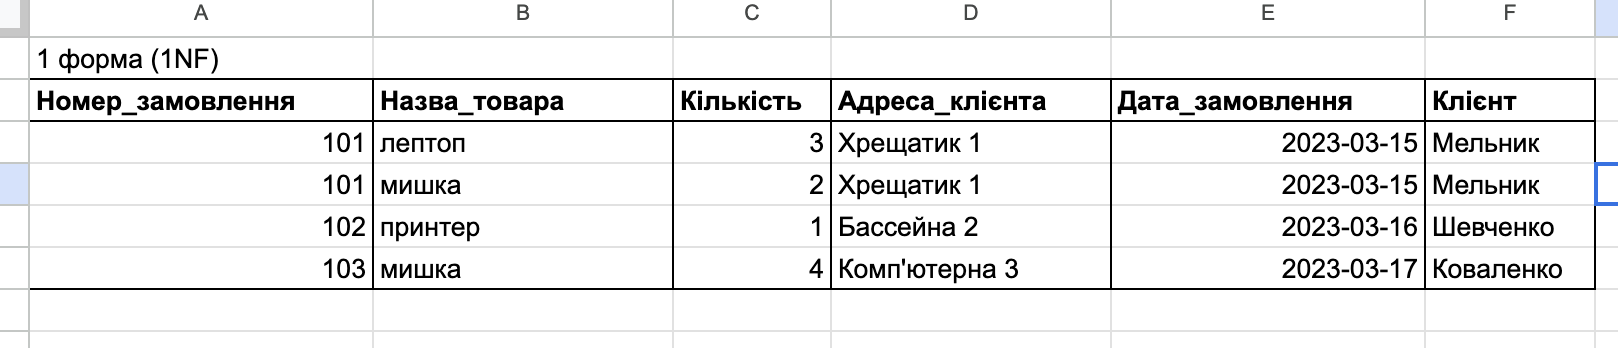 A B C D E F
1 форма (1NF)
Номер_замовлення Назва_товара Кількість Адреса_клієнта Дата_замовлення Клієнт
101 лептоп 3 Хрещатик 1 2023-03-15 Мельник
101 мишка 2 Хрещатик 1 2023-03-15 Мельник
102 принтер 1 Бассейна 2 2023-03-16 Шевченко
103 мишка 4 Комп'ютерна 3 2023-03-17 Коваленко